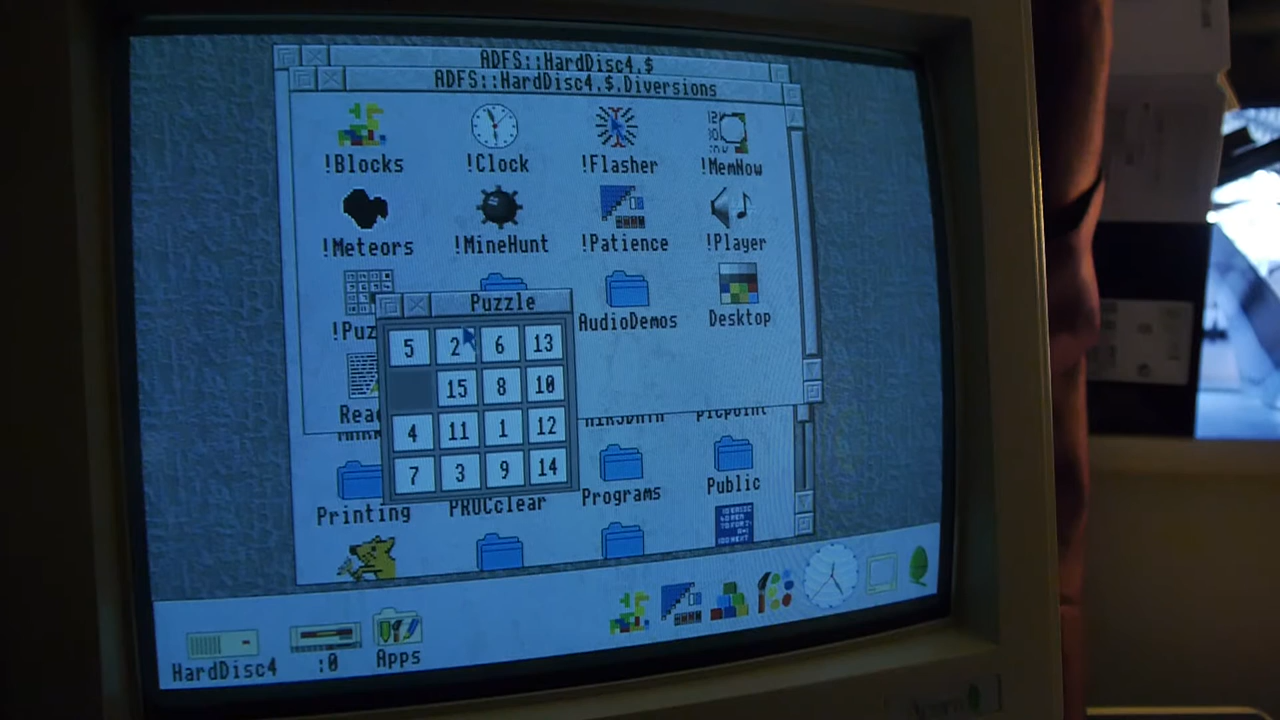 ADFS::HardDisc4.$
ADFS::HardDisc4.$.Diversions
!Blocks !Clock !Flasher !MemNow
!Meteors !MineHunt !Patience !Player
!Puz AudioDemos Desktop
Puzzle
5 2 6 13
15 8 10
4 11 1 12
7 3 9 14
Rea
Printing PROCclear Programs Public
HardDisc4 :0 Apps